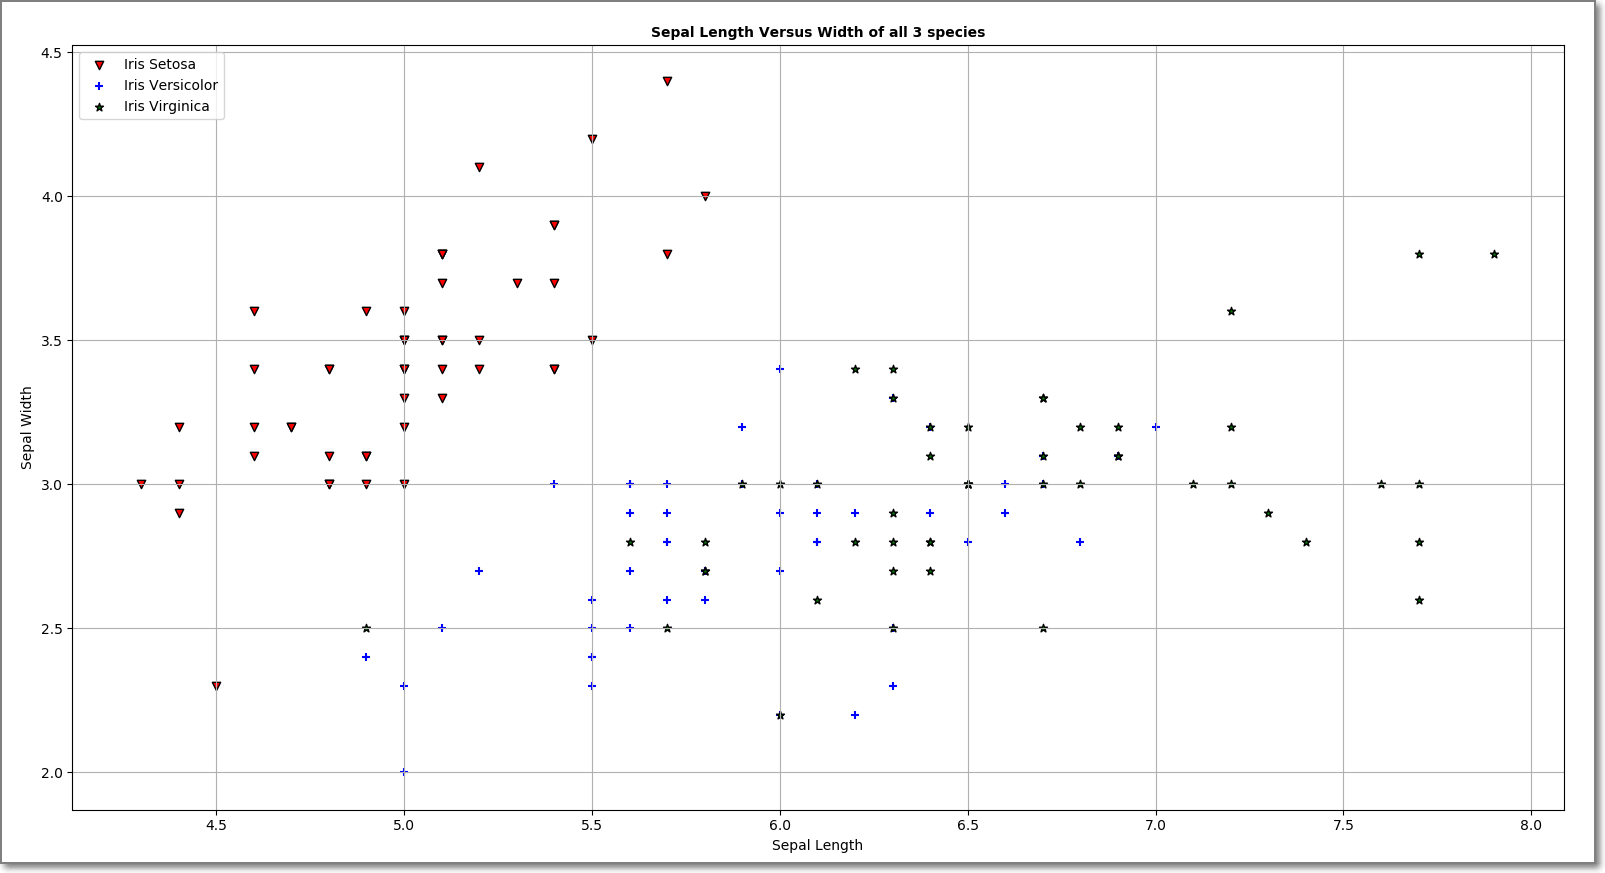 Sepal Length Versus Width of all 3 species
Iris Setosa
Iris Versicolor
Iris Virginica
4.5
4.0
3.5
3.0
2.5
2.0
Sepal Width
4.5 5.0 5.5 6.0 6.5 7.0 7.5 8.0
Sepal Length